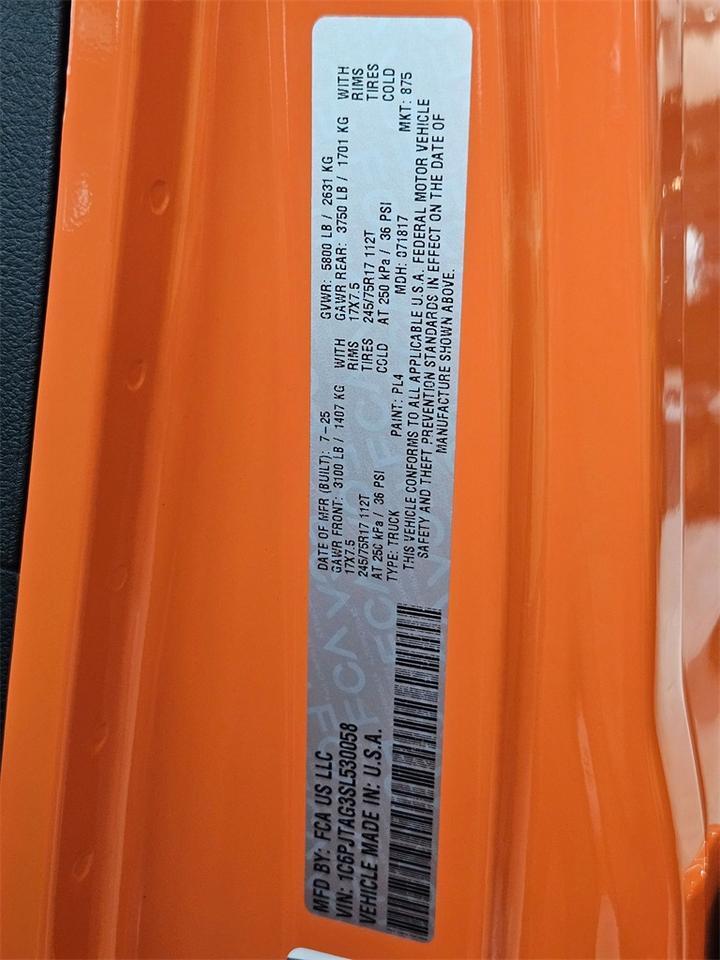 MFD BY: FCA US LLC
VIN: 1C6PJTAG3SL530058
VEHICLE MADE IN: U.S.A.
DATE OF MFR (BUILT): 7-25 GVWR: 5800 LB / 2631 KG
GAWR FRONT: 3100 LB / 1407 KG WITH GAWR REAR: 3750 LB / 1701 KG WITH
17X7.5 RIMS 17X7.5 RIMS
245/75R17 112T TIRES 245/75R17 112T TIRES
AT 250 kPa / 36 PSI COLD AT 250 kPa / 36 PSI COLD
TYPE: TRUCK PAINT: PL4 MDH: 071817 MKT: 875
THIS VEHICLE CONFORMS TO ALL APPLICABLE U.S.A. FEDERAL MOTOR VEHICLE
SAFETY AND THEFT PREVENTION STANDARDS IN EFFECT ON THE DATE OF
MANUFACTURE SHOWN ABOVE.